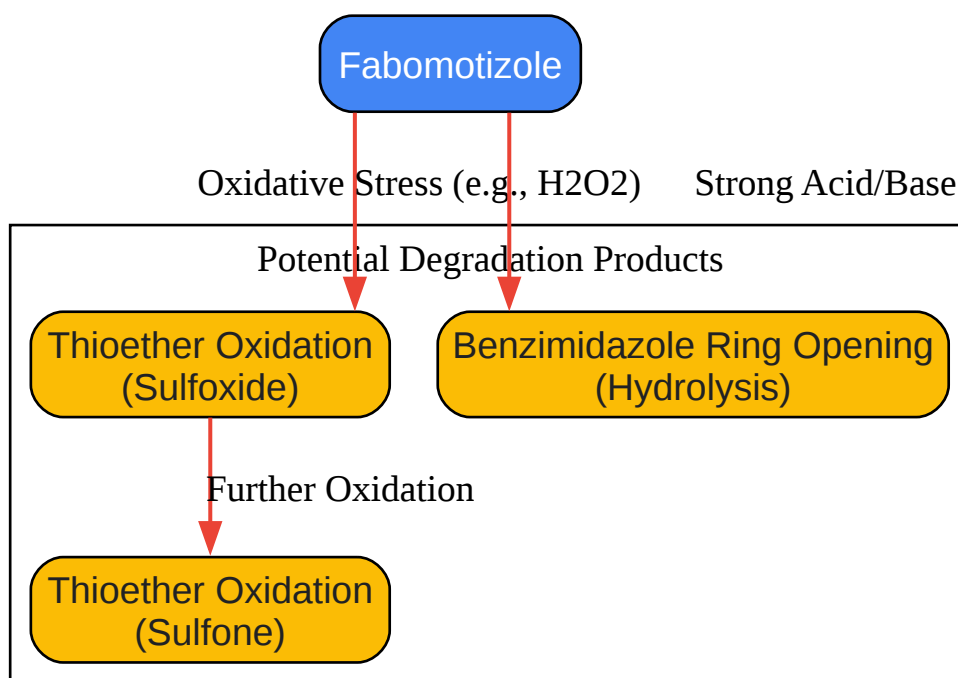 Fabomotizole
Oxidative Stress (e.g., H2O2)
Strong Acid/Base
Potential Degradation Products
Thioether Oxidation
(Sulfoxide)
Benzimidazole Ring Opening
(Hydrolysis)
Further Oxidation
Thioether Oxidation
(Sulfone)